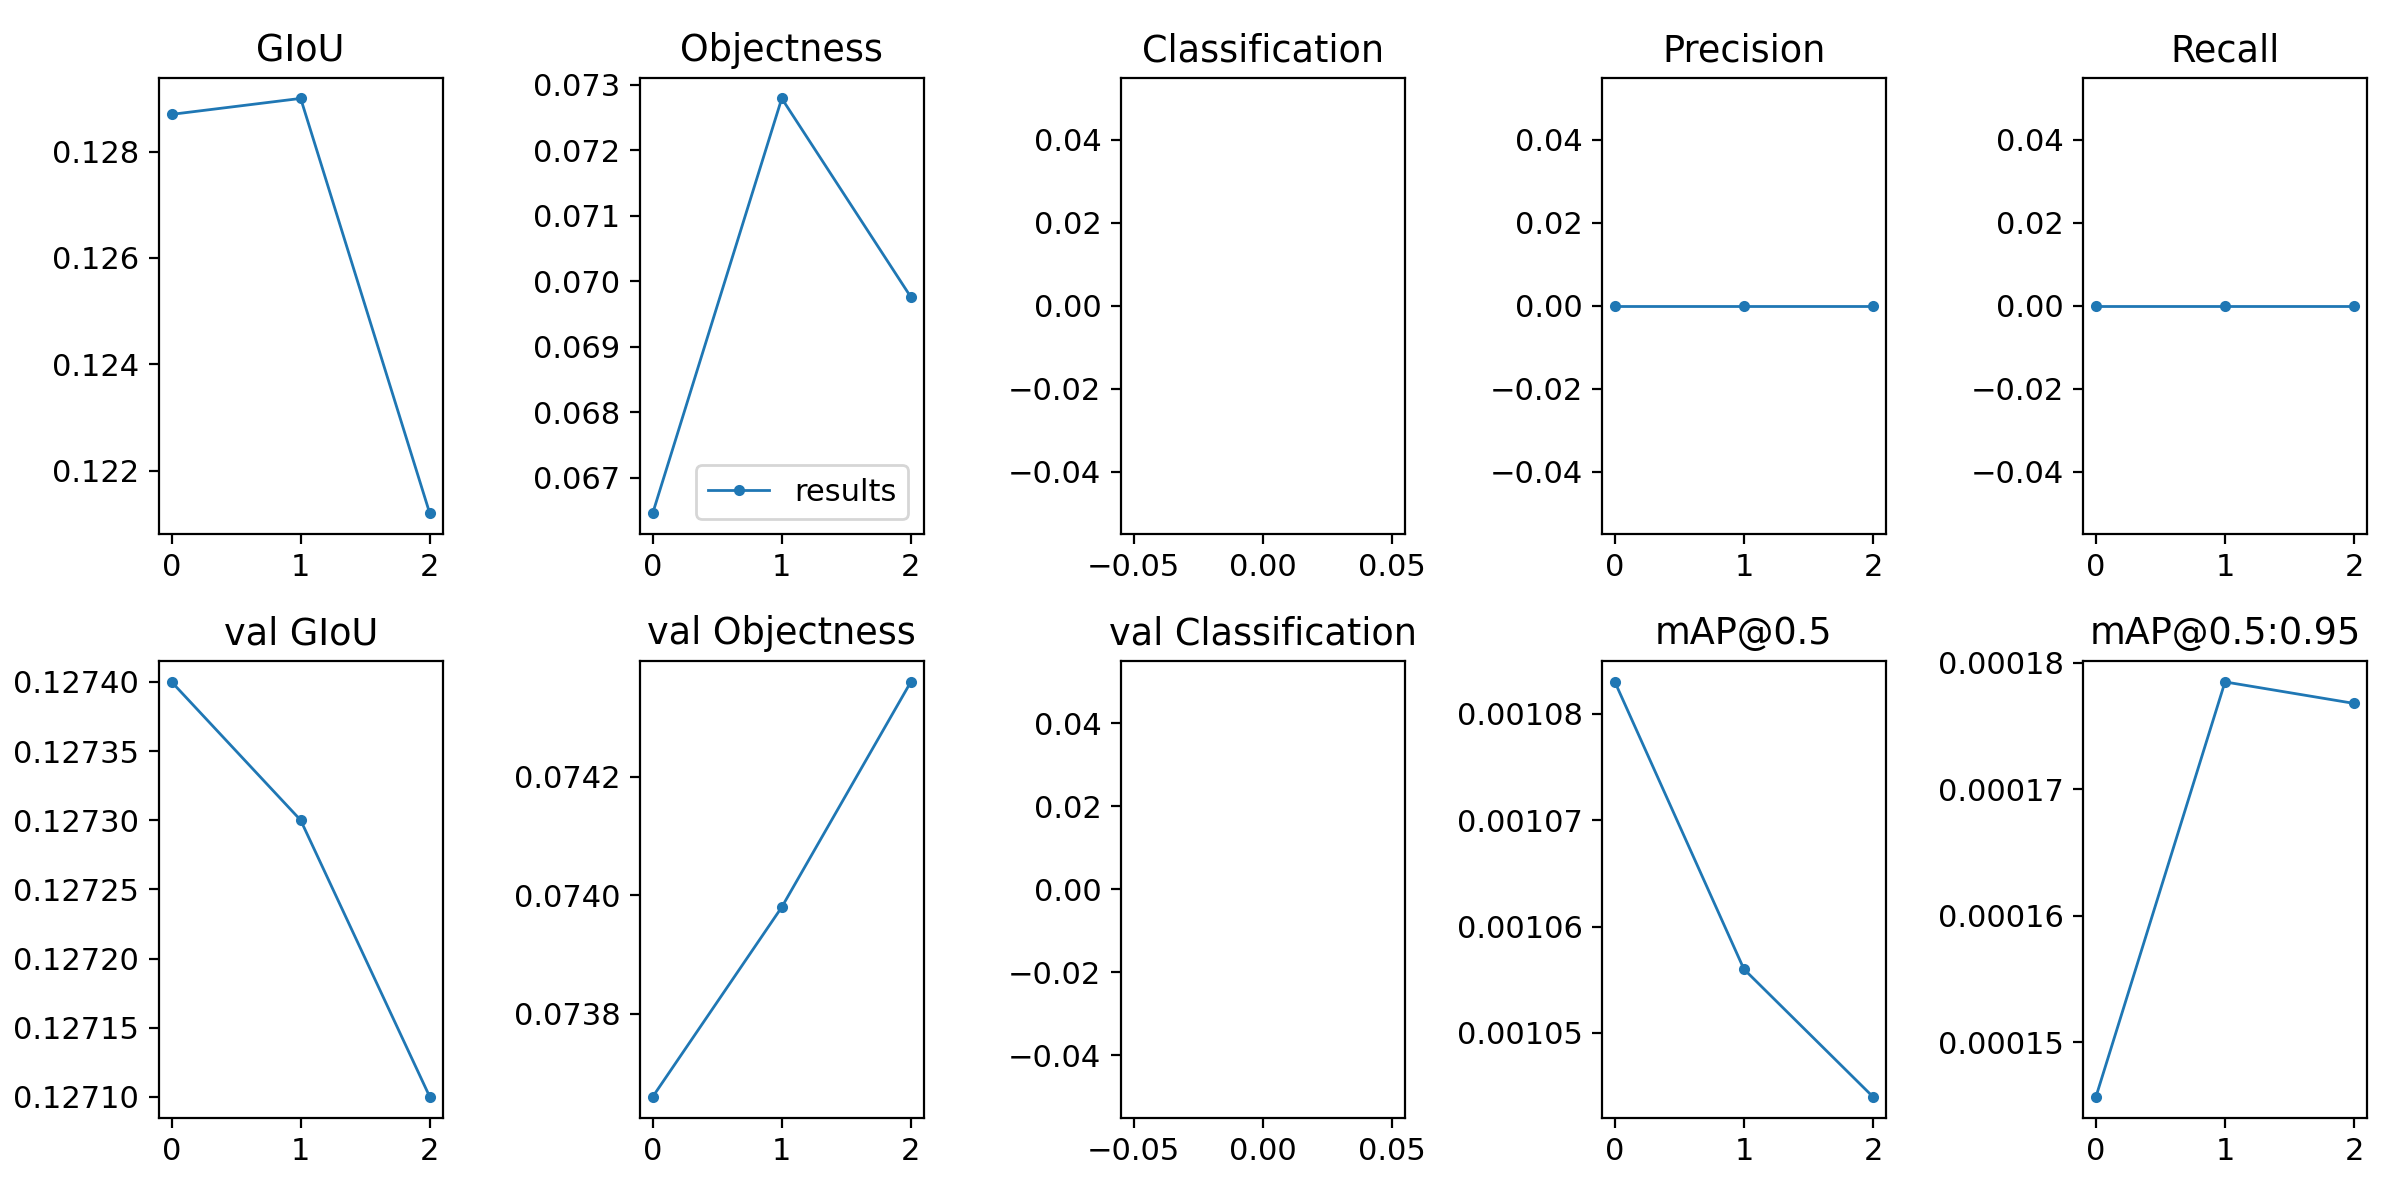 GIoU
0.128
0.126
0.124
0.122
0 1 2
Objectness
0.073
0.072
0.071
0.070
0.069
0.068
0.067
results
0 1 2
Classification
0.04
0.02
0.00
−0.02
−0.04
−0.05 0.00 0.05
Precision
0.04
0.02
0.00
−0.02
−0.04
0 1 2
Recall
0.04
0.02
0.00
−0.02
−0.04
0 1 2
val GIoU
0.12740
0.12735
0.12730
0.12725
0.12720
0.12715
0.12710
0 1 2
val Objectness
0.0742
0.0740
0.0738
0 1 2
val Classification
0.04
0.02
0.00
−0.02
−0.04
−0.05 0.00 0.05
mAP@0.5
0.00108
0.00107
0.00106
0.00105
0 1 2
mAP@0.5:0.95
0.00018
0.00017
0.00016
0.00015
0 1 2